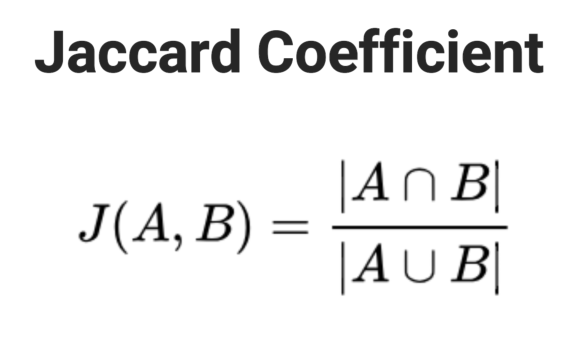 Jaccard Coefficient
J(A, B) = |A ∩ B| / |A ∪ B|